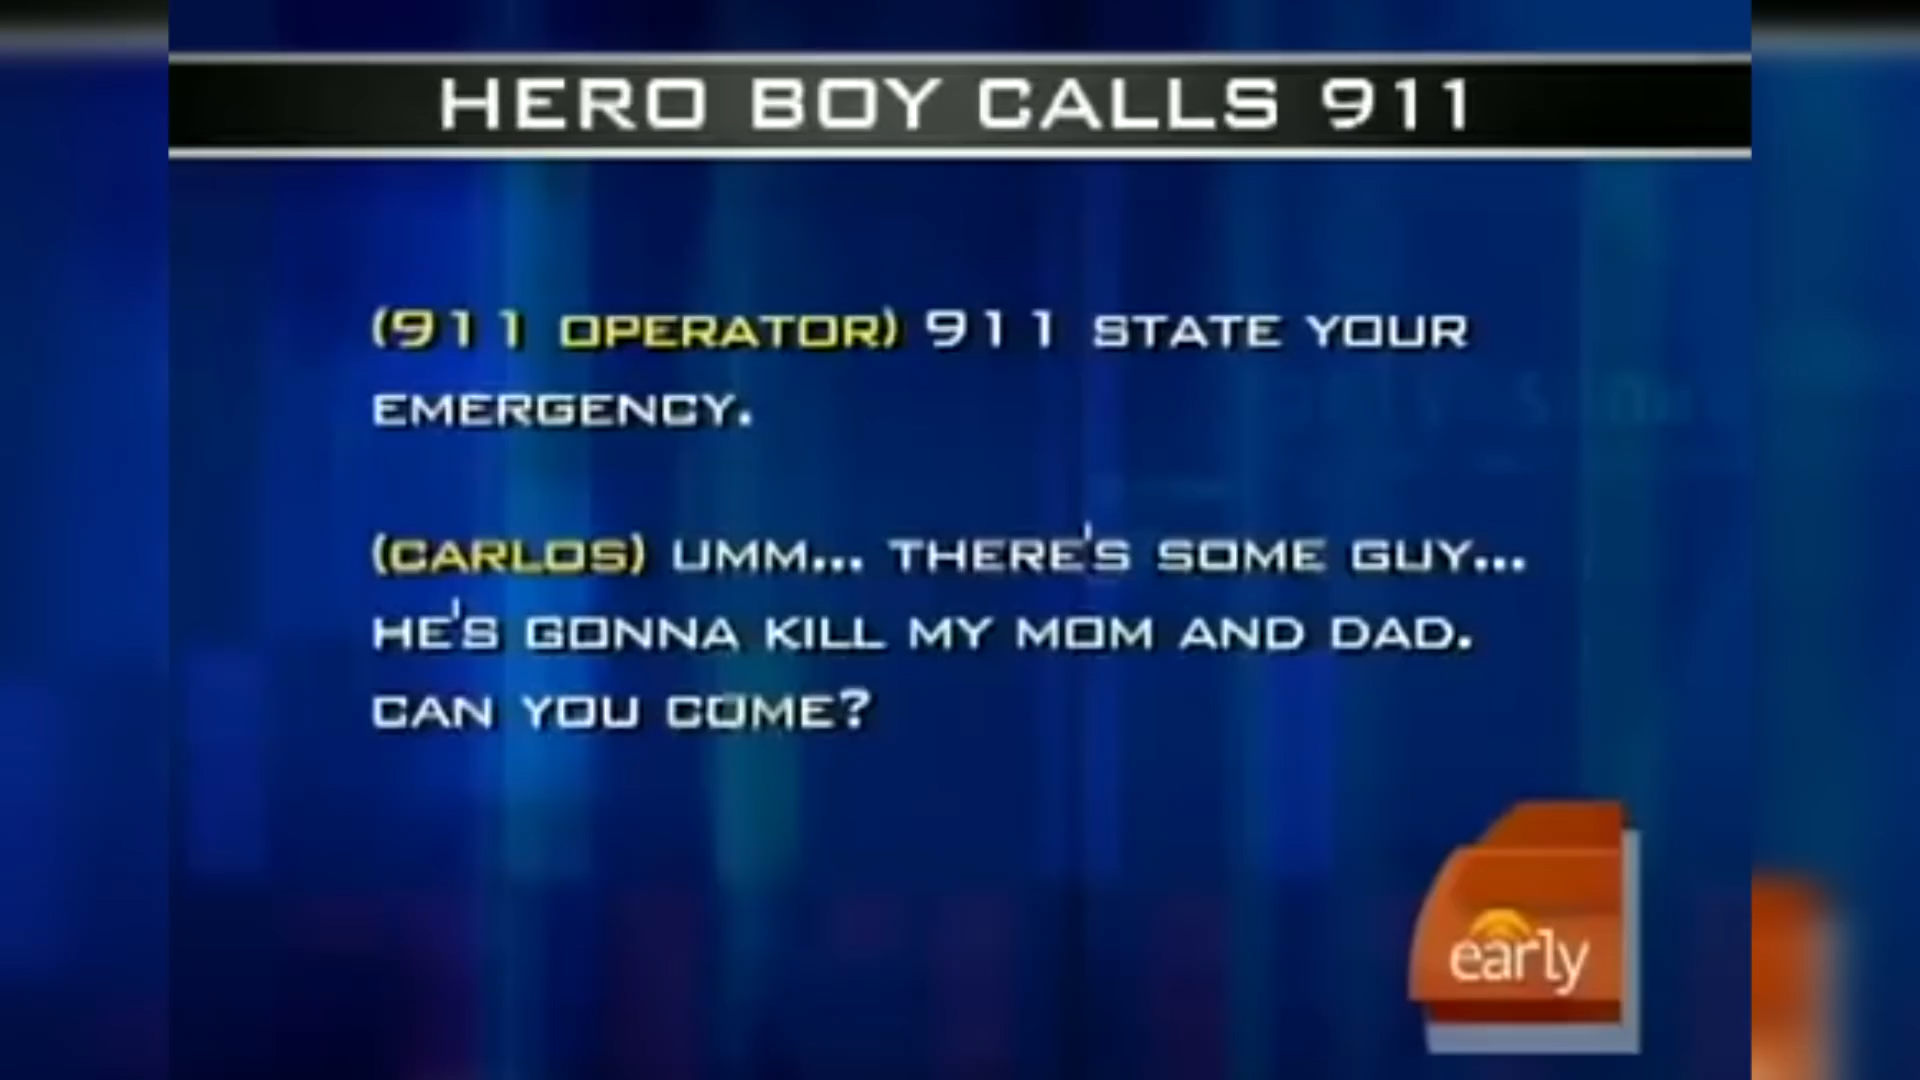 HERO BOY CALLS 911
(911 OPERATOR) 911 STATE YOUR
EMERGENCY.
(CARLOS) UMM... THERE'S SOME GUY...
HE'S GONNA KILL MY MOM AND DAD.
CAN YOU COME?
early